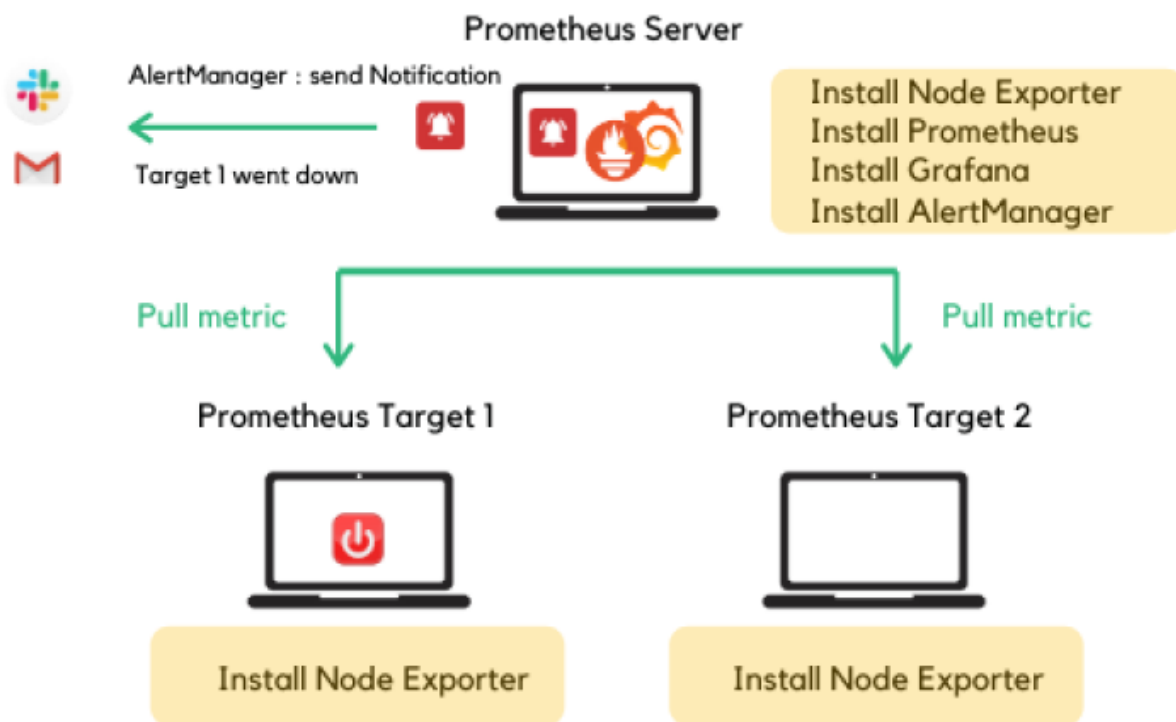 Prometheus Server
AlertManager : send Notification
Target 1 went down
Install Node Exporter
Install Prometheus
Install Grafana
Install AlertManager
Pull metric
Pull metric
Prometheus Target 1
Prometheus Target 2
Install Node Exporter
Install Node Exporter